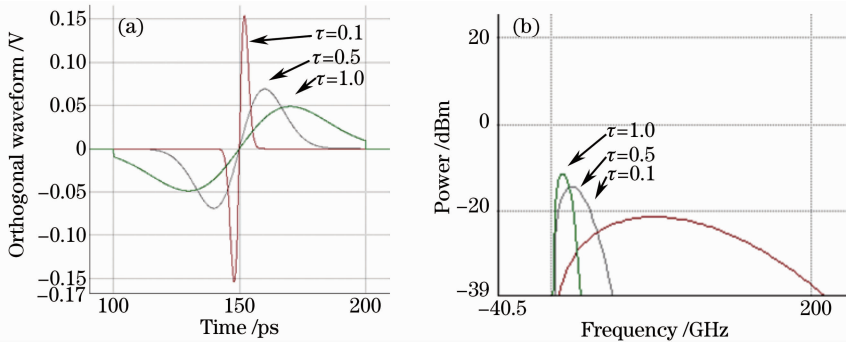 (a)
Orthogonal waveform /V
0.15
0.10
0.05
0
−0.05
−0.10
−0.15
−0.17
τ=0.1
τ=0.5
τ=1.0
100
150
200
Time /ps
(b)
Power /dBm
20
0
−20
−39
τ=1.0
τ=0.5
τ=0.1
−40.5
200
Frequency /GHz